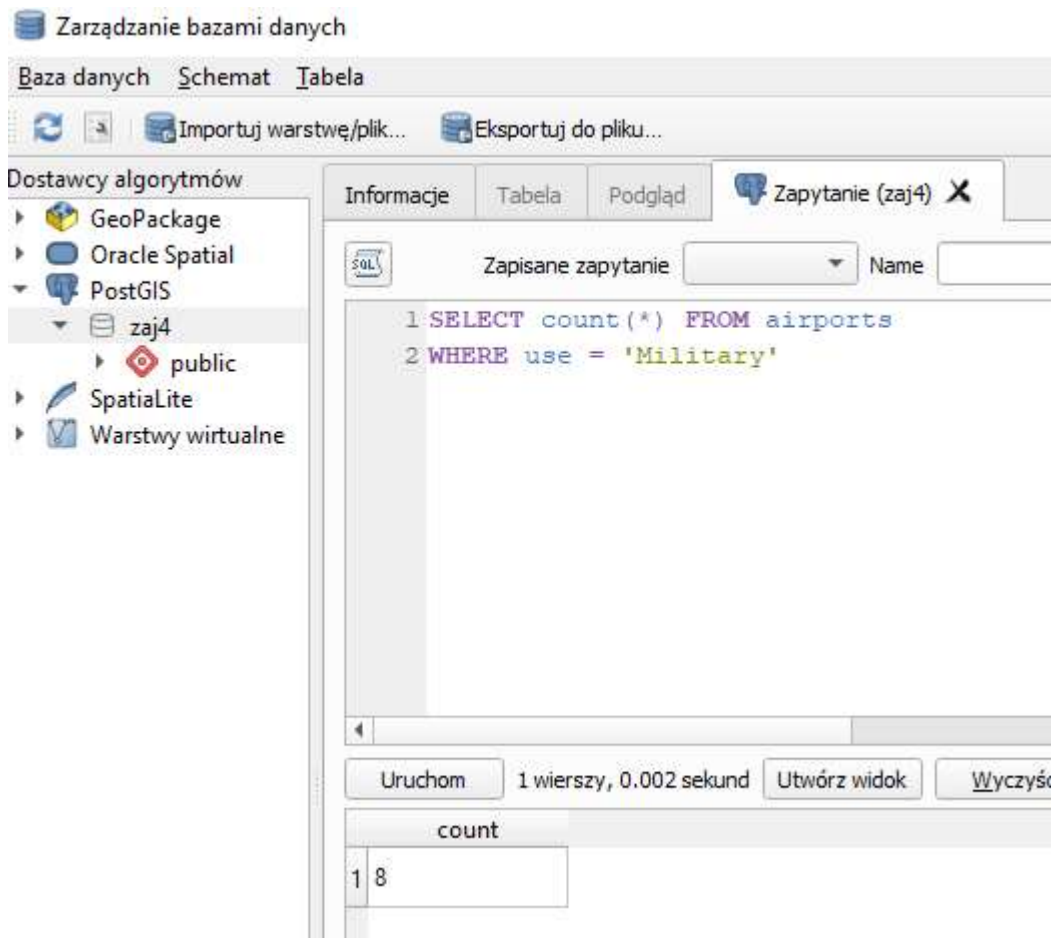 Zarządzanie bazami danych
Baza danych Schemat Tabela
Importuj warstwę/plik... Eksportuj do pliku...
Dostawcy algorytmów
GeoPackage
Oracle Spatial
PostGIS
zaj4
public
SpatiaLite
Warstwy wirtualne
Informacje Tabela Podgląd Zapytanie (zaj4)
SQL Zapisane zapytanie Name
1 SELECT count(*) FROM airports
2 WHERE use = 'Military'
Uruchom 1 wierszy, 0.002 sekund Utwórz widok Wyczyść
count
1 8